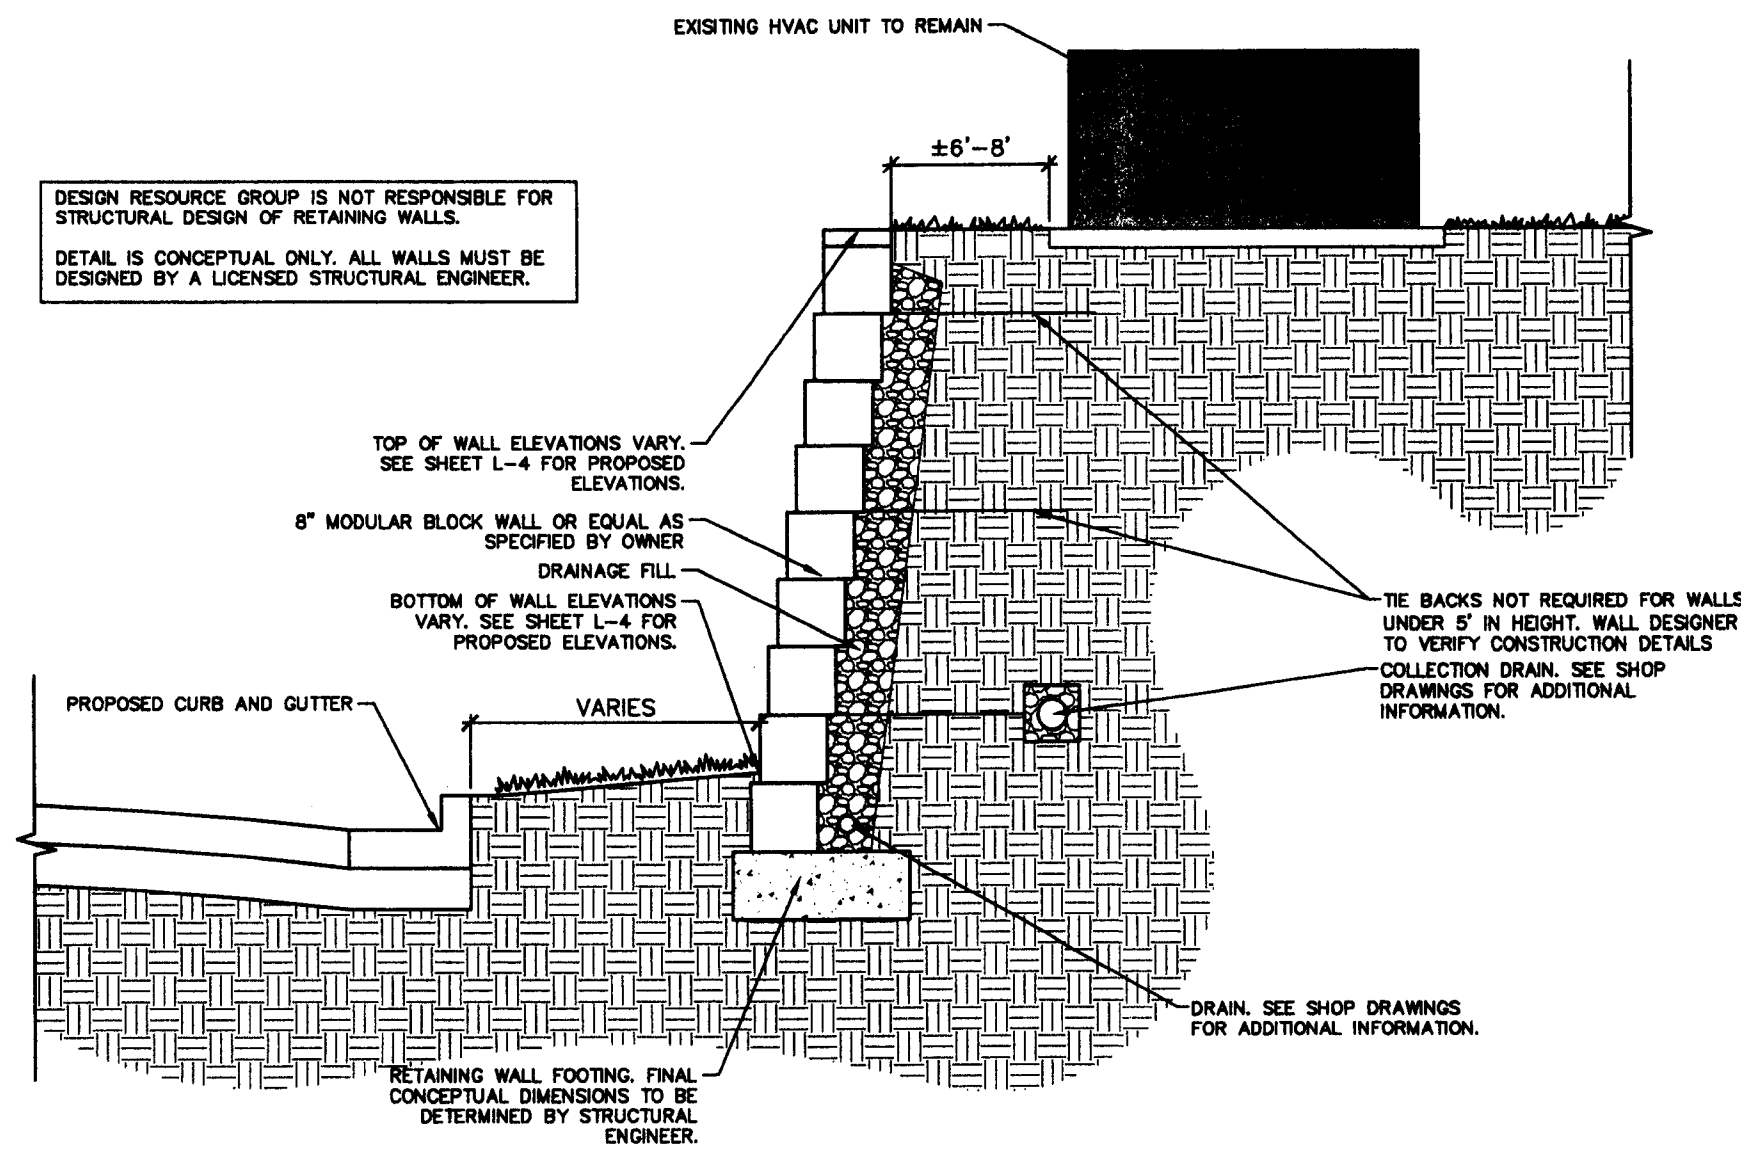 EXISITING HVAC UNIT TO REMAIN
±6'-8'
DESIGN RESOURCE GROUP IS NOT RESPONSIBLE FOR
STRUCTURAL DESIGN OF RETAINING WALLS.
DETAIL IS CONCEPTUAL ONLY. ALL WALLS MUST BE
DESIGNED BY A LICENSED STRUCTURAL ENGINEER.
TOP OF WALL ELEVATIONS VARY.
SEE SHEET L-4 FOR PROPOSED
ELEVATIONS.
8" MODULAR BLOCK WALL OR EQUAL AS
SPECIFIED BY OWNER
DRAINAGE FILL
BOTTOM OF WALL ELEVATIONS
VARY. SEE SHEET L-4 FOR
PROPOSED ELEVATIONS.
TIE BACKS NOT REQUIRED FOR WALLS
UNDER 5' IN HEIGHT. WALL DESIGNER
TO VERIFY CONSTRUCTION DETAILS
COLLECTION DRAIN. SEE SHOP
DRAWINGS FOR ADDITIONAL
INFORMATION.
PROPOSED CURB AND GUTTER
VARIES
DRAIN. SEE SHOP DRAWINGS
FOR ADDITIONAL INFORMATION.
RETAINING WALL FOOTING. FINAL
CONCEPTUAL DIMENSIONS TO BE
DETERMINED BY STRUCTURAL
ENGINEER.